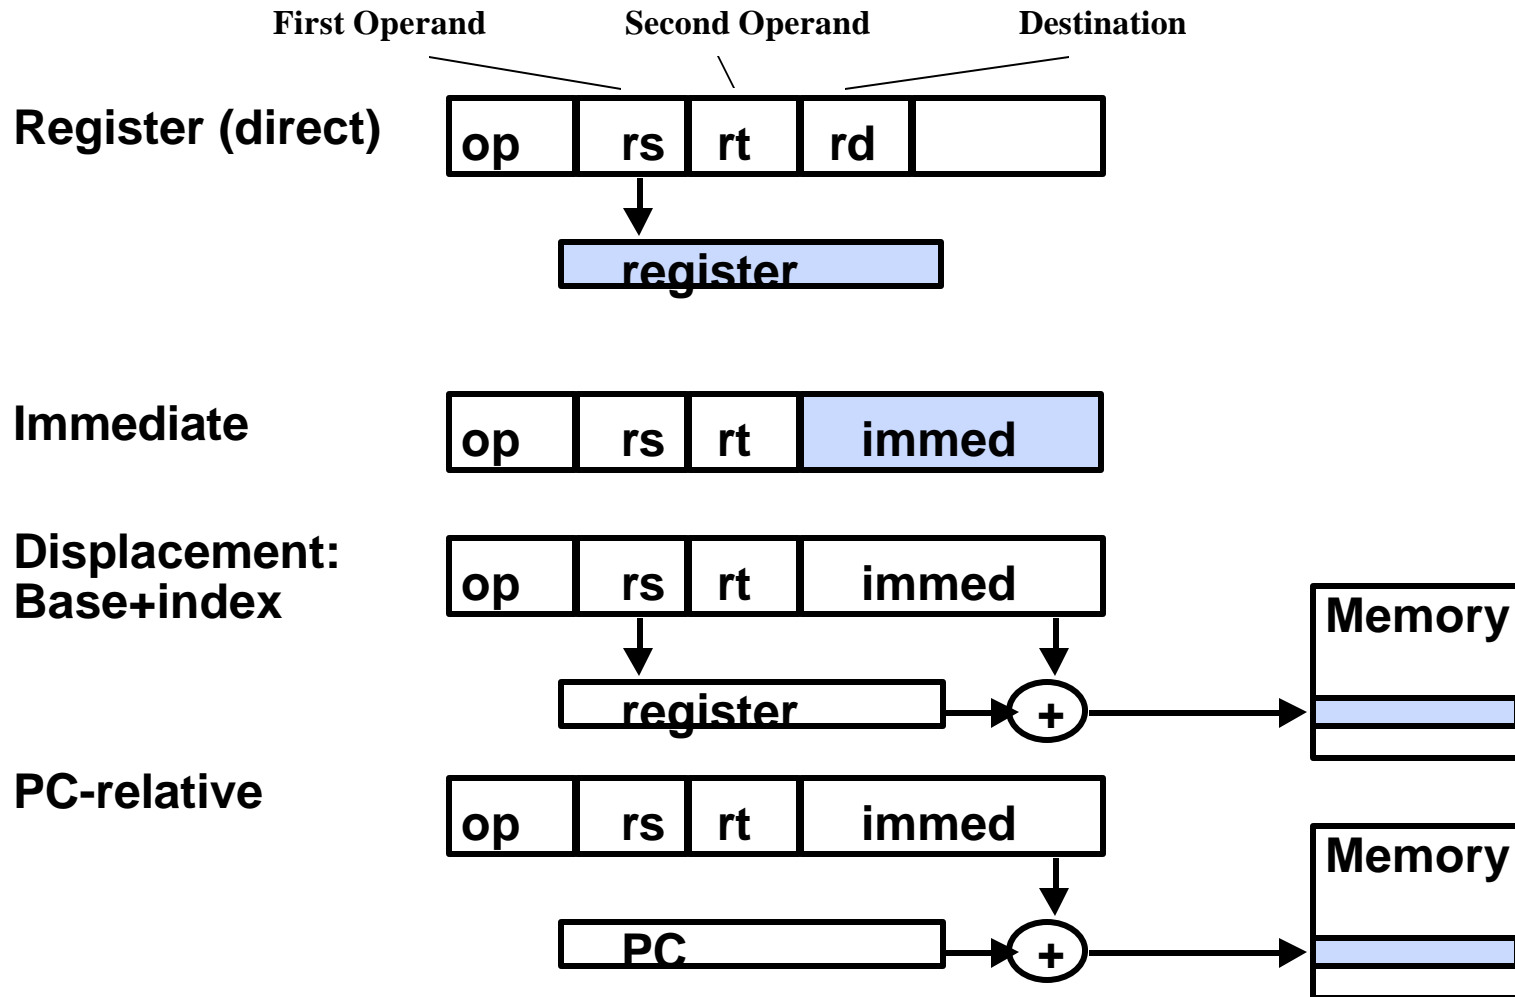 First Operand Second Operand Destination
Register (direct)
op rs rt rd
register
Immediate
op rs rt immed
Displacement:
Base+index
op rs rt immed
Memory
register
+
PC-relative
op rs rt immed
Memory
PC
+